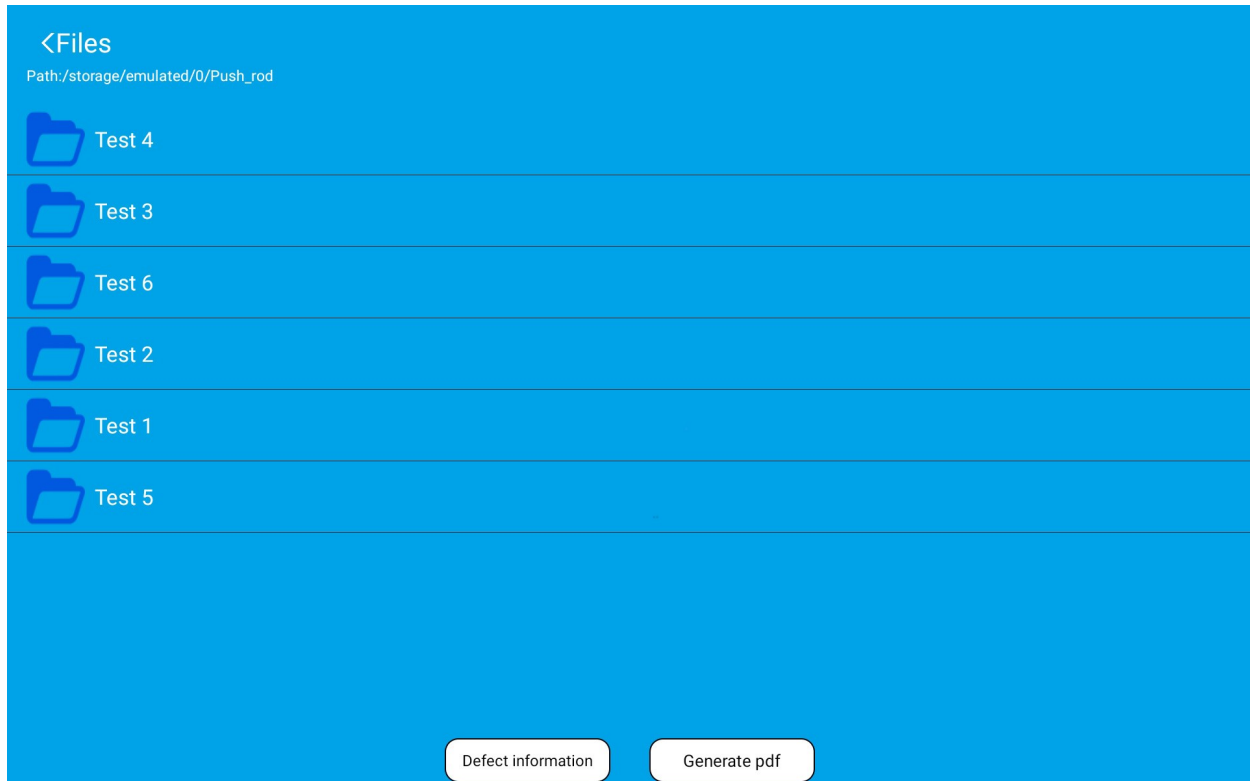 <Files
Path:/storage/emulated/0/Push_rod
Test 4
Test 3
Test 6
Test 2
Test 1
Test 5
Defect information
Generate pdf